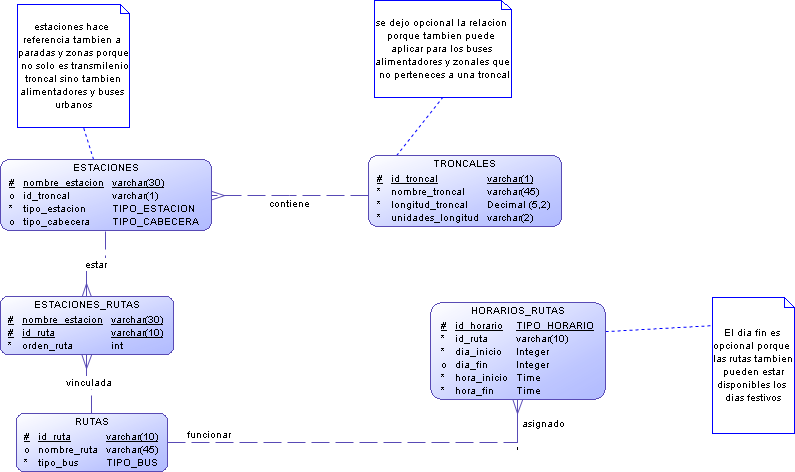 estaciones hace
referencia tambien a
paradas y zonas porque
no solo es transmilenio
troncal sino tambien
alimentadores y buses
urbanos
se dejo opcional la relacion
porque tambien puede
aplicar para los buses
alimentadores y zonales que
no perteneces a una troncal
ESTACIONES
# nombre_estacion varchar(30)
o id_troncal varchar(1)
* tipo_estacion TIPO_ESTACION
o tipo_cabecera TIPO_CABECERA
contiene
TRONCALES
# id_troncal varchar(1)
* nombre_troncal varchar(45)
* longitud_troncal Decimal (5,2)
* unidades_longitud varchar(2)
estar
ESTACIONES_RUTAS
# nombre_estacion varchar(30)
# id_ruta varchar(10)
* orden_ruta int
HORARIOS_RUTAS
# id_horario TIPO_HORARIO
* id_ruta varchar(10)
* dia_inicio Integer
o dia_fin Integer
* hora_inicio Time
* hora_fin Time
El dia fin es
opcional porque
las rutas tambien
pueden estar
disponibles los
dias festivos
vinculada
RUTAS
# id_ruta varchar(10)
o nombre_ruta varchar(45)
* tipo_bus TIPO_BUS
funcionar
asignado